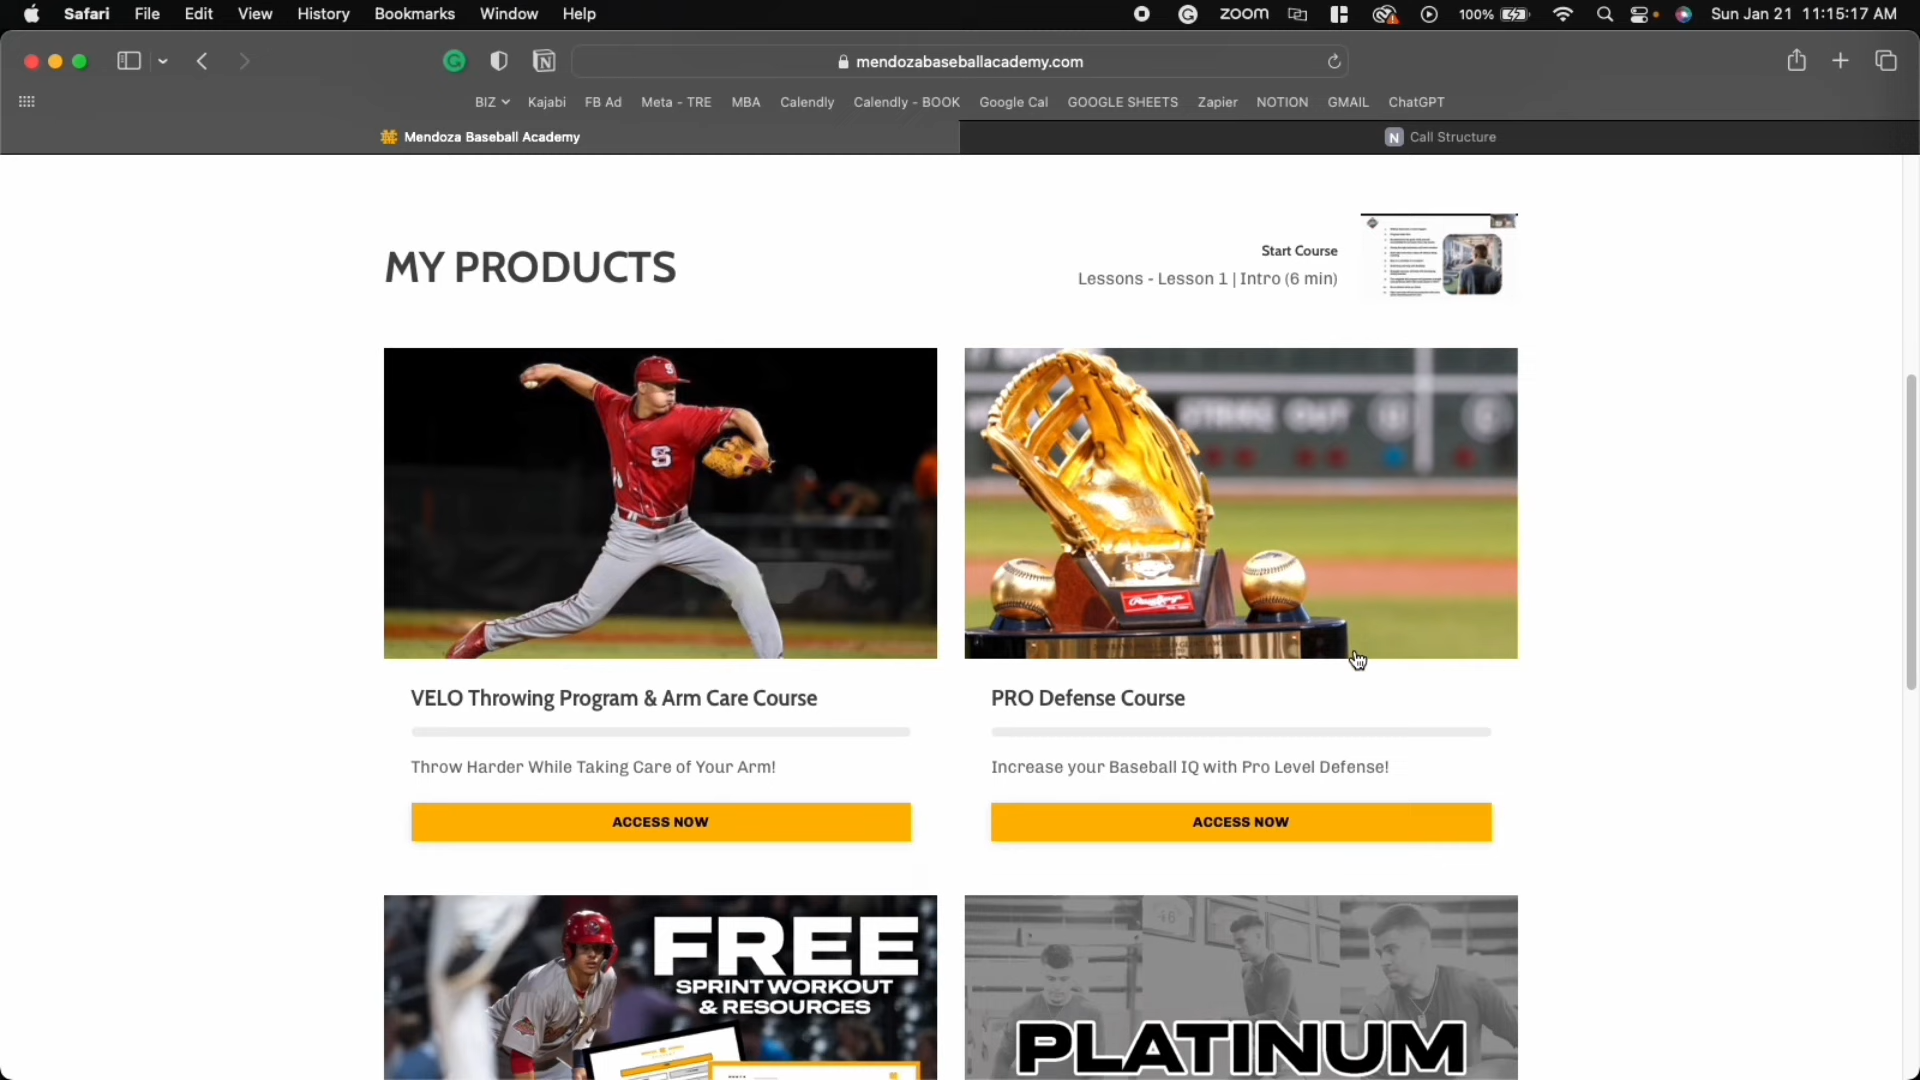 Safari File Edit View History Bookmarks Window Help
zoom 100% Sun Jan 21 11:15:17 AM
mendozabaseballacademy.com
BIZ Kajabi FB Ad Meta - TRE MBA Calendly Calendly - BOOK Google Cal GOOGLE SHEETS Zapier NOTION GMAIL ChatGPT
Mendoza Baseball Academy
N Call Structure
MY PRODUCTS
Start Course
Lessons - Lesson 1 | Intro (6 min)
S
S
STRIKE OUT
Rawlings
VELO Throwing Program & Arm Care Course
PRO Defense Course
Throw Harder While Taking Care of Your Arm!
Increase your Baseball IQ with Pro Level Defense!
ACCESS NOW
ACCESS NOW
FREE
SPRINT WORKOUT
& RESOURCES
PLATINUM